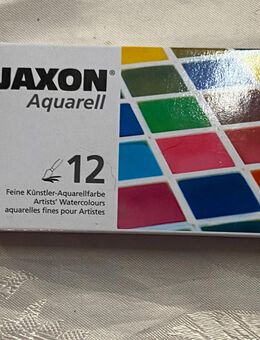 JAXON®
Aquarell
12
Feine Künstler-Aquarellfarbe
Artists' Watercolours
aquarelles fines pour Artistes